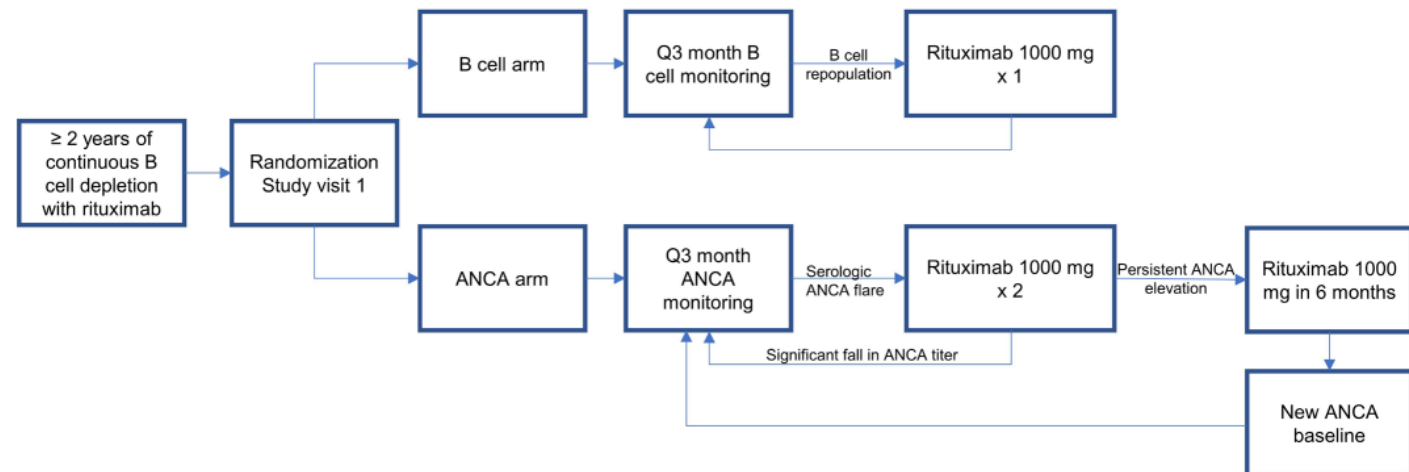 ≥ 2 years of
continuous B
cell depletion
with rituximab
Randomization
Study visit 1
B cell arm
Q3 month B
cell monitoring
B cell
repopulation
Rituximab 1000 mg
x 1
ANCA arm
Q3 month
ANCA
monitoring
Serologic
ANCA flare
Rituximab 1000 mg
x 2
Persistent ANCA
elevation
Rituximab 1000
mg in 6 months
Significant fall in ANCA titer
New ANCA
baseline